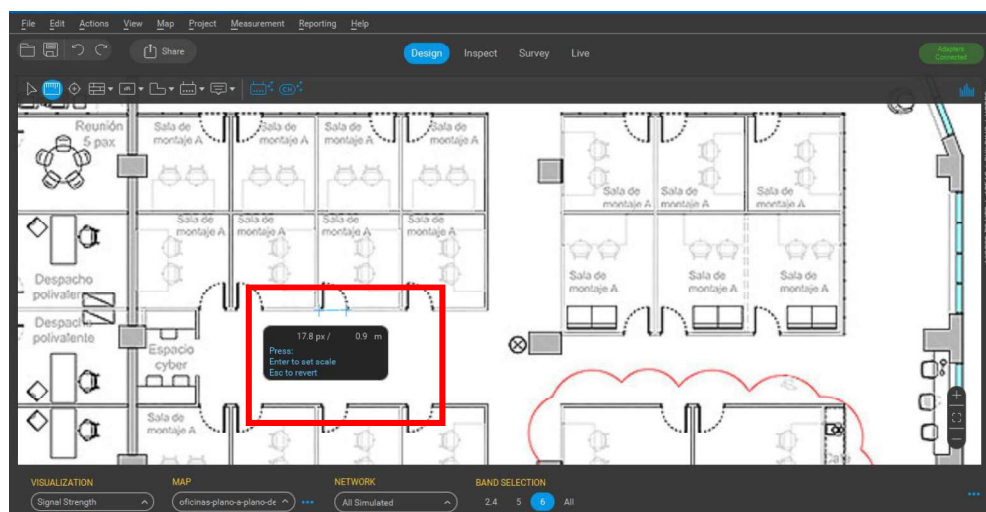 File Edit Actions View Map Project Measurement Reporting Help
Share
Design Inspect Survey Live
Adapters
Connected
CH
Reunión
5 pax
Sala de
montaje A
Sala de
montaje A
Sala de
montaje A
Sala de
montaje A
Sala de
montaje A
Sala de
montaje A
Sala de
montaje A
Sala de
montaje A
Sala de
montaje A
Sala de
montaje A
Sala de
montaje A
Despacho
Sala de
montaje A
Sala de
montaje A
Sala de
montaje A
polivalente
Espacio
cyber
17.8 px / 0.9 m
Press:
Enter to set scale
Esc to revert
Sala de
montaje A
VISUALIZATION MAP NETWORK BAND SELECTION
Signal Strength oficinas-plano-a-plano-de All Simulated 2.4 5 6 All